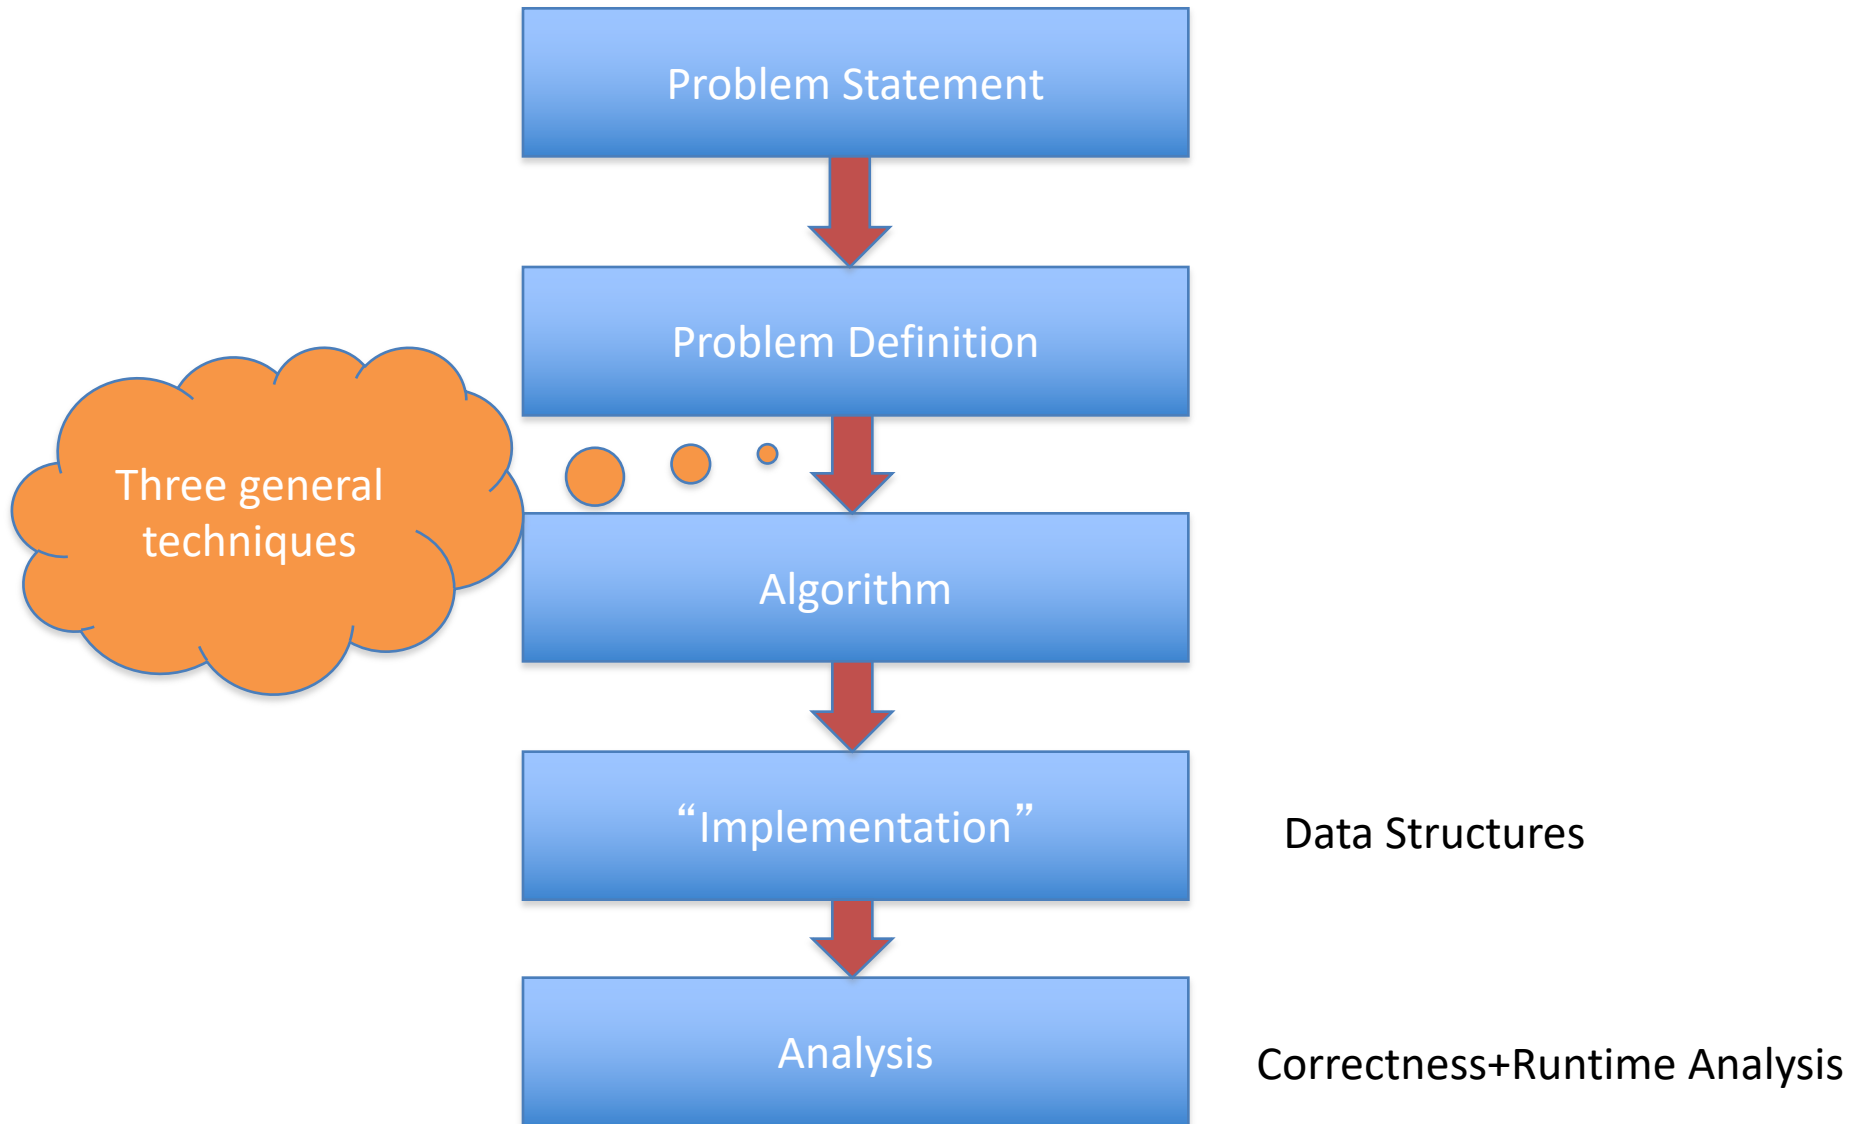 Problem Statement
Problem Definition
Three general
techniques
Algorithm
“Implementation”
Data Structures
Analysis
Correctness+Runtime Analysis